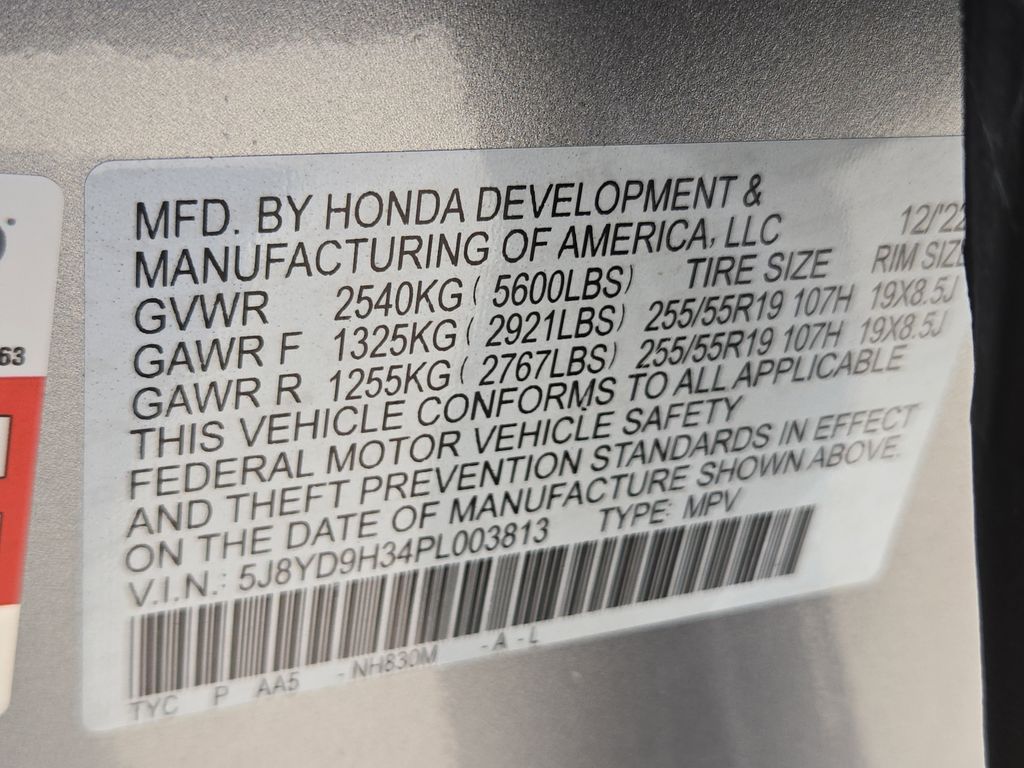 MFD. BY HONDA DEVELOPMENT &
MANUFACTURING OF AMERICA, LLC 12/'22
GVWR 2540KG ( 5600LBS) TIRE SIZE RIM SIZE
GAWR F 1325KG ( 2921LBS) 255/55R19 107H 19X8.5J
GAWR R 1255KG ( 2767LBS) 255/55R19 107H 19X8.5J
THIS VEHICLE CONFORMS TO ALL APPLICABLE
FEDERAL MOTOR VEHICLE SAFETY
AND THEFT PREVENTION STANDARDS IN EFFECT
ON THE DATE OF MANUFACTURE SHOWN ABOVE.
V.I.N.: 5J8YD9H34PL003813 TYPE: MPV
TYC P AA5 - NH830M - A - L
63